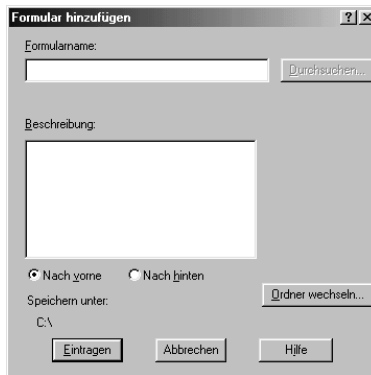 Formular hinzufügen
Formularname:
Durchsuchen...
Beschreibung:
Nach vorne Nach hinten
Ordner wechseln...
Speichern unter:
C:\
Eintragen Abbrechen Hilfe